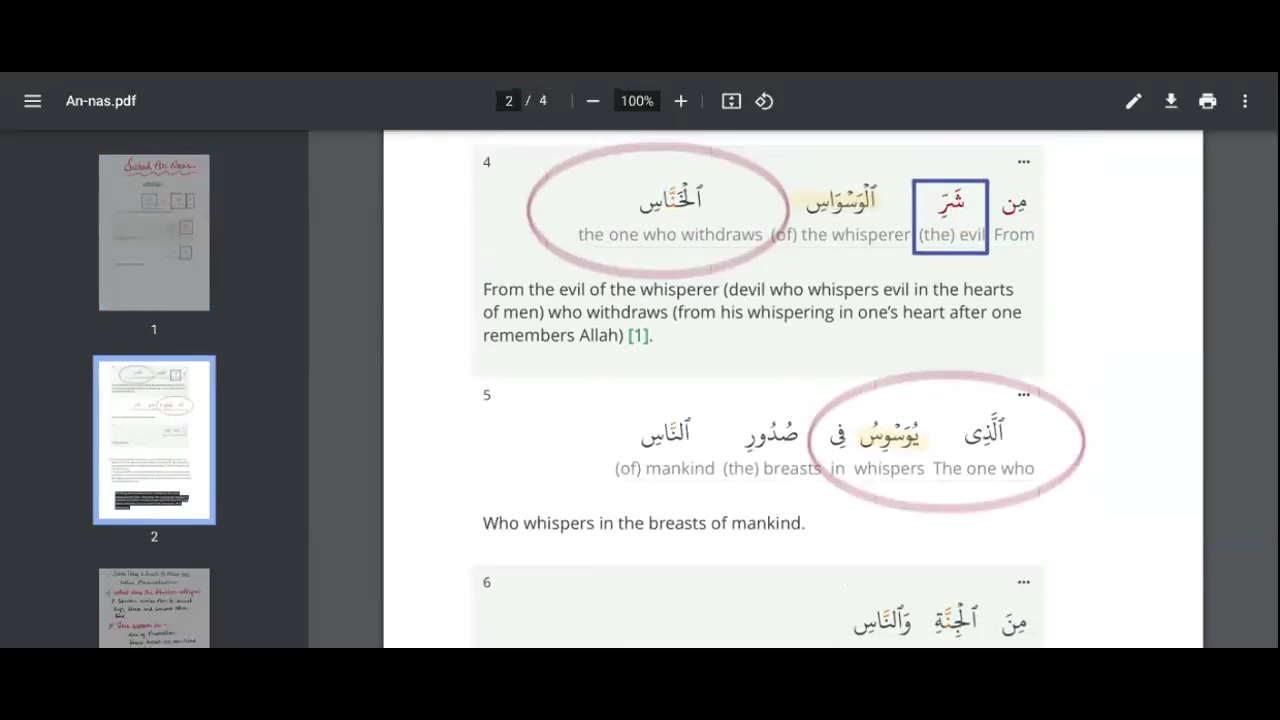 An-nas.pdf
2 / 4
100%
Surah An Naas
1
2
4
مِن شَرِّ ٱلْوَسْوَاسِ ٱلْخَنَّاسِ
the one who withdraws (of) the whisperer (the) evil From
From the evil of the whisperer (devil who whispers evil in the hearts
of men) who withdraws (from his whispering in one’s heart after one
remembers Allah) [1].
5
ٱلَّذِى يُوَسْوِسُ فِى صُدُورِ ٱلنَّاسِ
(of) mankind (the) breasts in whispers The one who
Who whispers in the breasts of mankind.
6
مِنَ ٱلْجِنَّةِ وَٱلنَّاسِ